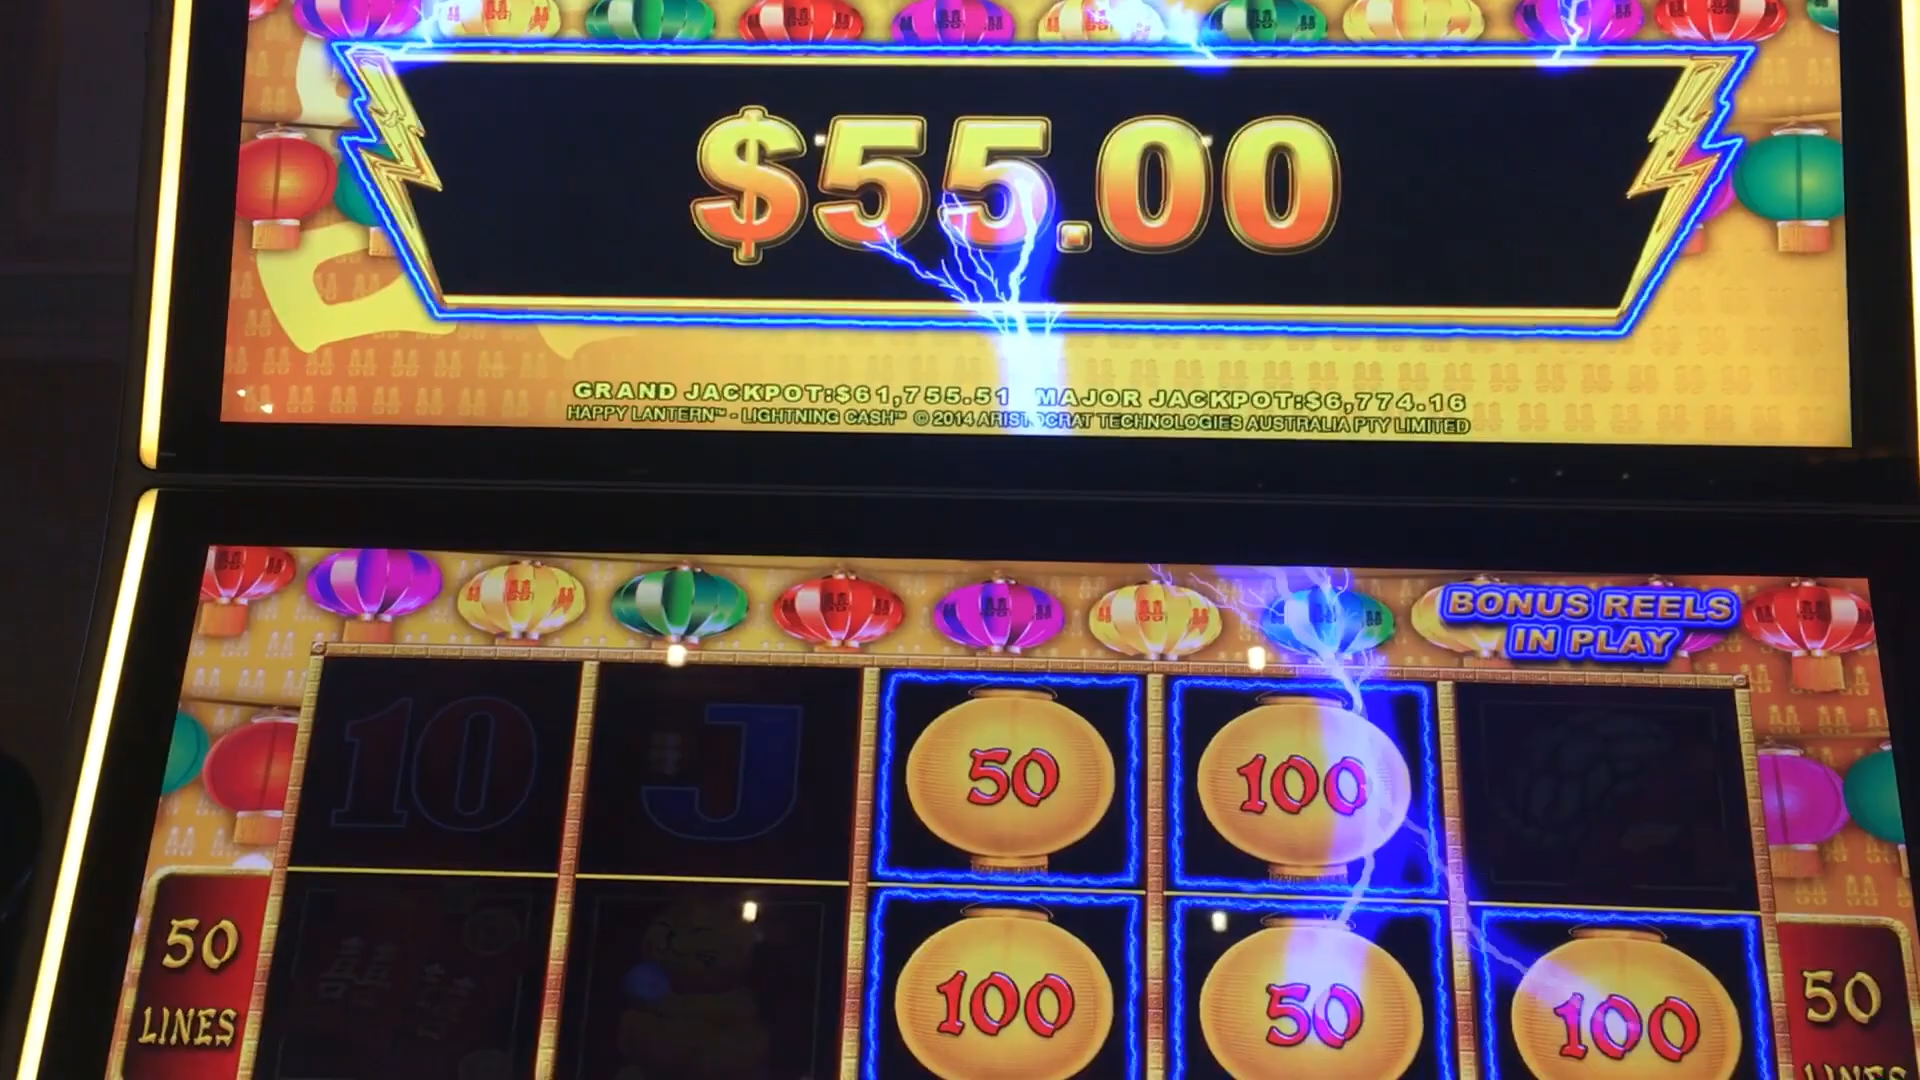 $55.00
GRAND JACKPOT:$61,755.51 MAJOR JACKPOT:$6,774.16
HAPPY LANTERN™ - LIGHTNING CASH™ © 2014 ARISTOCRAT TECHNOLOGIES AUSTRALIA PTY LIMITED
BONUS REELS
IN PLAY
10 J 50 100
50
LINES
100 50 100
50
LINES